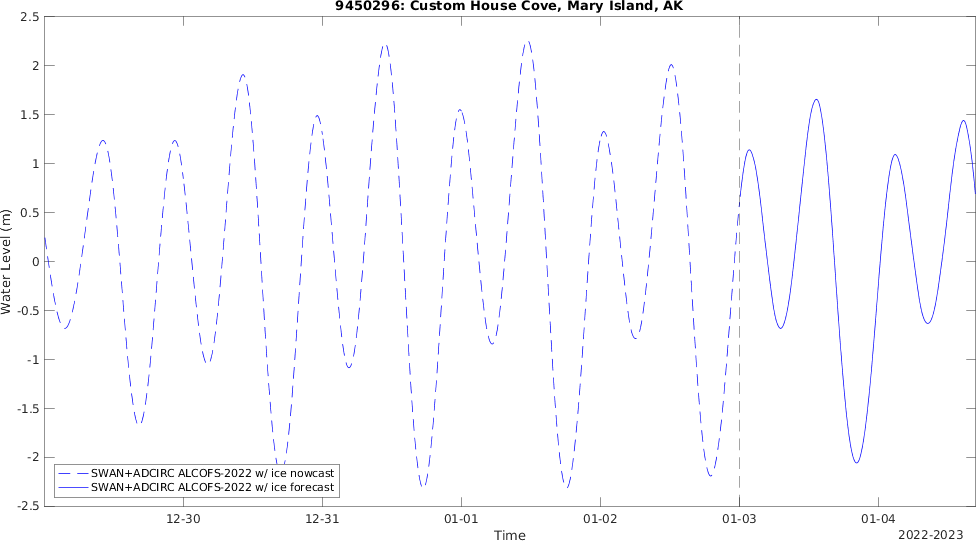 9450296: Custom House Cove, Mary Island, AK
2.5
2
1.5
1
0.5
0
-0.5
-1
-1.5
-2
-2.5
Water Level (m)
SWAN+ADCIRC ALCOFS-2022 w/ ice nowcast
SWAN+ADCIRC ALCOFS-2022 w/ ice forecast
12-30 12-31 01-01 01-02 01-03 01-04
Time
2022-2023